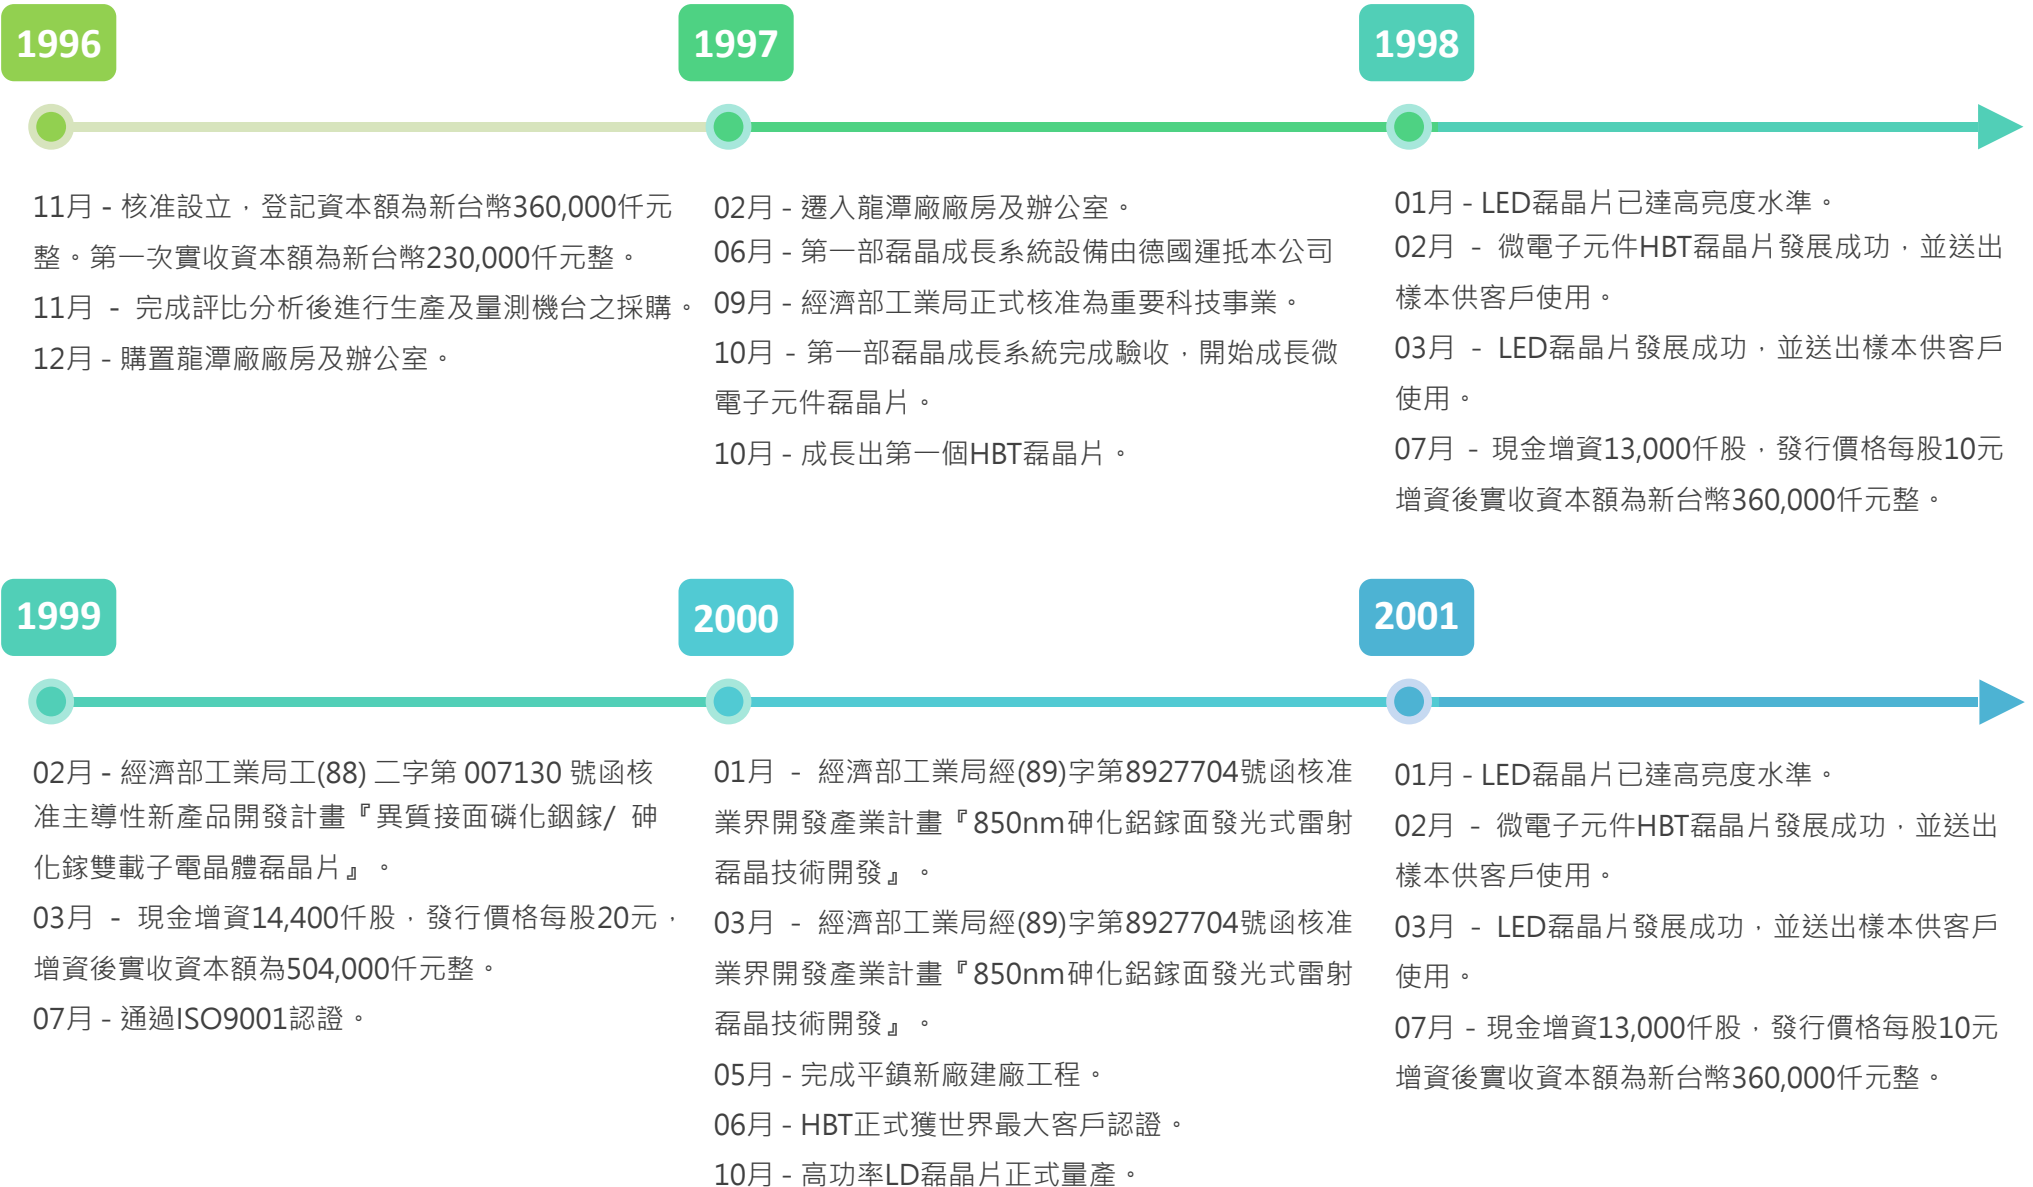 1996
11月 - 核准設立，登記資本額為新台幣360,000仟元
整。第一次實收資本額為新台幣230,000仟元整。
11月 - 完成評比分析後進行生產及量測機台之採購。
12月 - 購置龍潭廠廠房及辦公室。
1997
02月 - 遷入龍潭廠廠房及辦公室。
06月 - 第一部磊晶成長系統設備由德國運抵本公司
09月 - 經濟部工業局正式核准為重要科技事業。
10月 - 第一部磊晶成長系統完成驗收，開始成長微
電子元件磊晶片。
10月 - 成長出第一個HBT磊晶片。
1998
01月 - LED磊晶片已達高亮度水準。
02月 - 微電子元件HBT磊晶片發展成功，並送出
樣本供客戶使用。
03月 - LED磊晶片發展成功，並送出樣本供客戶
使用。
07月 - 現金增資13,000仟股，發行價格每股10元
增資後實收資本額為新台幣360,000仟元整。
1999
02月 - 經濟部工業局工(88) 二字第 007130 號函核
准主導性新產品開發計畫『異質接面磷化銦鎵/ 砷
化鎵雙載子電晶體磊晶片』。
03月 - 現金增資14,400仟股，發行價格每股20元，
增資後實收資本額為504,000仟元整。
07月 - 通過ISO9001認證。
2000
01月 - 經濟部工業局經(89)字第8927704號函核准
業界開發產業計畫『850nm砷化鋁鎵面發光式雷射
磊晶技術開發』。
03月 - 經濟部工業局經(89)字第8927704號函核准
業界開發產業計畫『850nm砷化鋁鎵面發光式雷射
磊晶技術開發』。
05月 - 完成平鎮新廠建廠工程。
06月 - HBT正式獲世界最大客戶認證。
10月 - 高功率LD磊晶片正式量產。
2001
01月 - LED磊晶片已達高亮度水準。
02月 - 微電子元件HBT磊晶片發展成功，並送出
樣本供客戶使用。
03月 - LED磊晶片發展成功，並送出樣本供客戶
使用。
07月 - 現金增資13,000仟股，發行價格每股10元
增資後實收資本額為新台幣360,000仟元整。